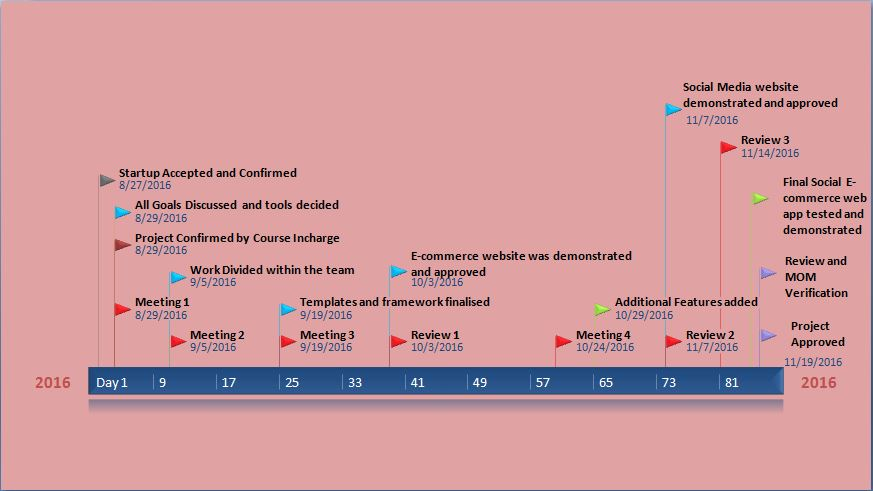 Social Media website
demonstrated and approved
11/7/2016
Review 3
11/14/2016
Startup Accepted and Confirmed
8/27/2016
Final Social E-
commerce web
app tested and
demonstrated
All Goals Discussed and tools decided
8/29/2016
Project Confirmed by Course Incharge
8/29/2016
E-commerce website was demonstrated
and approved
10/3/2016
Work Divided within the team
9/5/2016
Review and
MOM
Verification
Meeting 1
8/29/2016
Templates and framework finalised
9/19/2016
Additional Features added
10/29/2016
Meeting 2
9/5/2016
Meeting 3
9/19/2016
Review 1
10/3/2016
Meeting 4
10/24/2016
Review 2
11/7/2016
Project
Approved
11/19/2016
2016
Day 1 9 17 25 33 41 49 57 65 73 81
2016